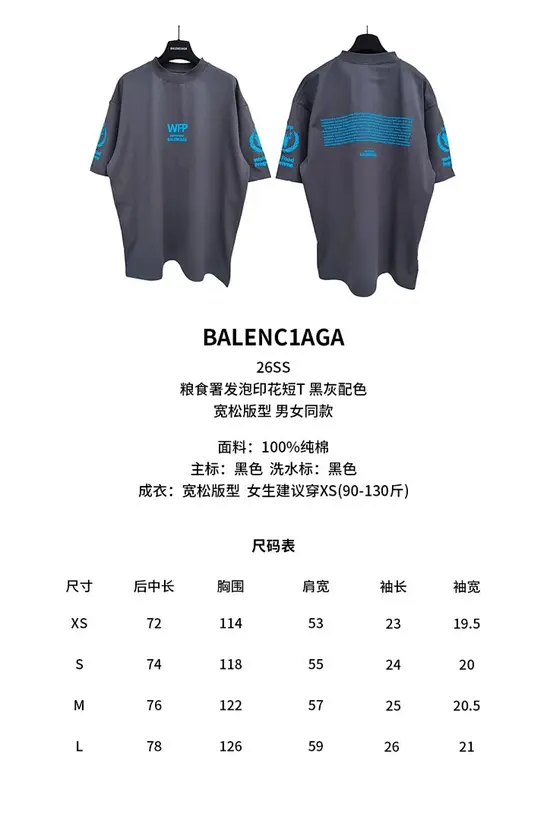 BALENCIAGA
WFP
BALENC1AGA
26SS
粮食署发泡印花短T 黑灰配色
宽松版型 男女同款
面料：100%纯棉
主标：黑色 洗水标：黑色
成衣：宽松版型 女生建议穿XS(90-130斤)
尺码表
尺寸 后中长 胸围 肩宽 袖长 袖宽
XS 72 114 53 23 19.5
S 74 118 55 24 20
M 76 122 57 25 20.5
L 78 126 59 26 21